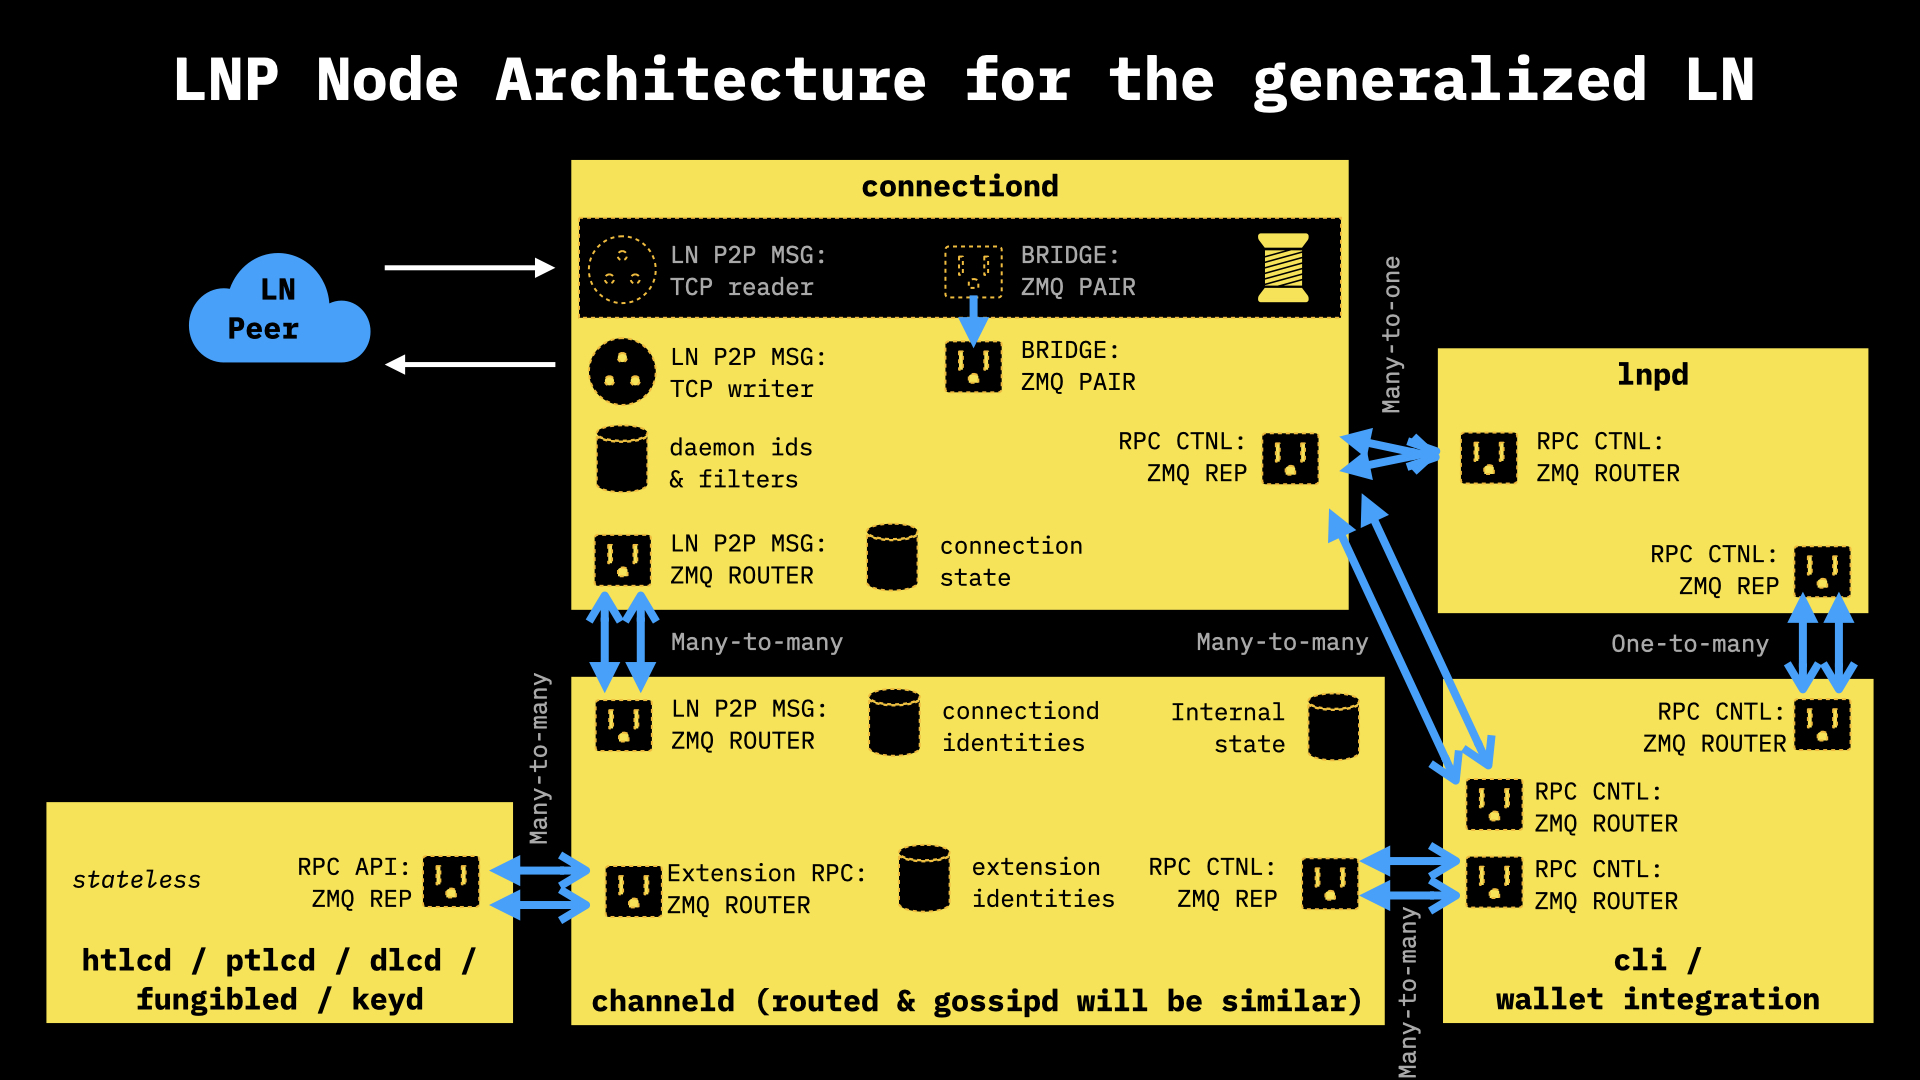 LNP Node Architecture for the generalized LN
connectiond
LN P2P MSG:
TCP reader
BRIDGE:
ZMQ PAIR
LN
Peer
LN P2P MSG:
TCP writer
BRIDGE:
ZMQ PAIR
daemon ids
& filters
RPC CTNL:
ZMQ REP
LN P2P MSG:
ZMQ ROUTER
connection
state
Many-to-one
lnpd
RPC CTNL:
ZMQ ROUTER
RPC CTNL:
ZMQ REP
Many-to-many
Many-to-many
One-to-many
Many-to-many
LN P2P MSG:
ZMQ ROUTER
connectiond
identities
Internal
state
Extension RPC:
ZMQ ROUTER
extension
identities
RPC CTNL:
ZMQ REP
channeld (routed & gossipd will be similar)
stateless
RPC API:
ZMQ REP
htlcd / ptlcd / dlcd /
fungibled / keyd
Many-to-many
RPC CNTL:
ZMQ ROUTER
RPC CNTL:
ZMQ ROUTER
RPC CNTL:
ZMQ ROUTER
cli /
wallet integration